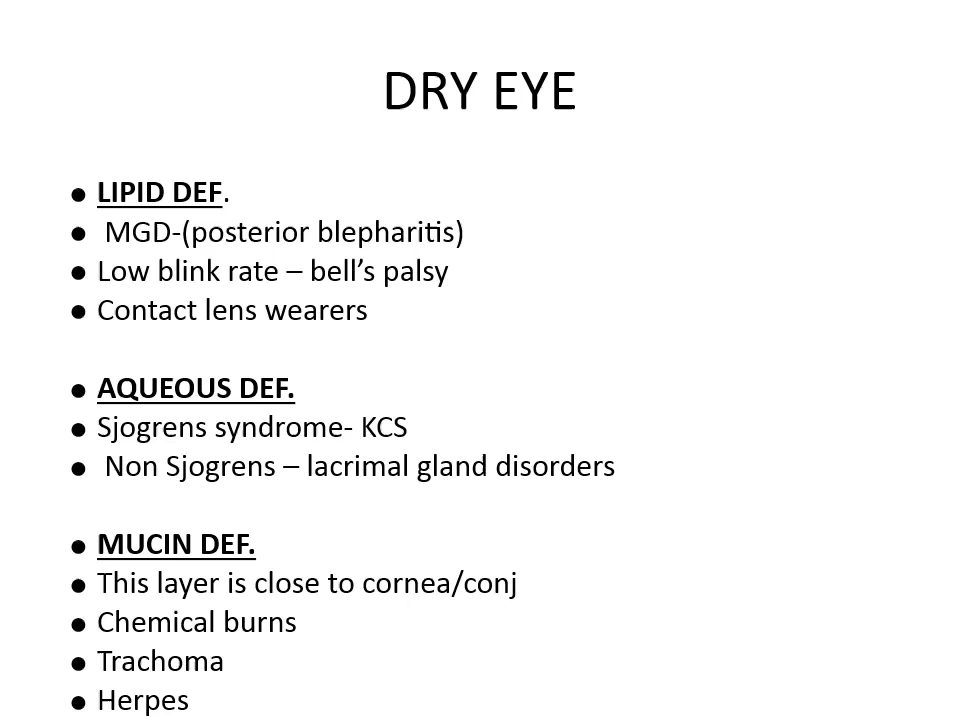 DRY EYE
● LIPID DEF.
● MGD-(posterior blepharitis)
● Low blink rate – bell’s palsy
● Contact lens wearers
● AQUEOUS DEF.
● Sjogrens syndrome- KCS
● Non Sjogrens – lacrimal gland disorders
● MUCIN DEF.
● This layer is close to cornea/conj
● Chemical burns
● Trachoma
● Herpes